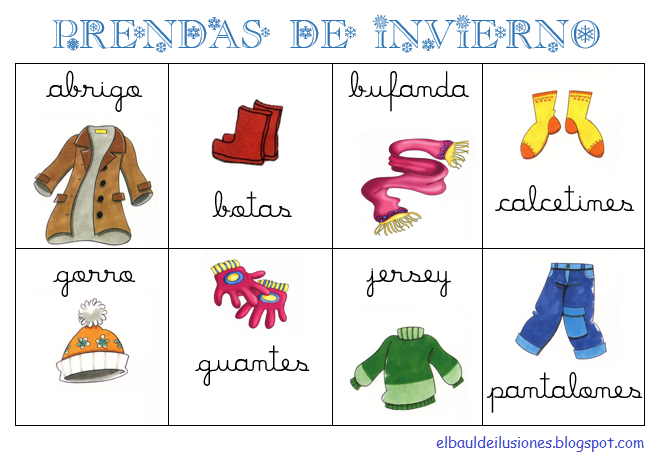 PRENDAS DE INVIERNO
abrigo
botas
bufanda
calcetines
gorro
guantes
jersey
pantalones
elbauldeilusiones.blogspot.com